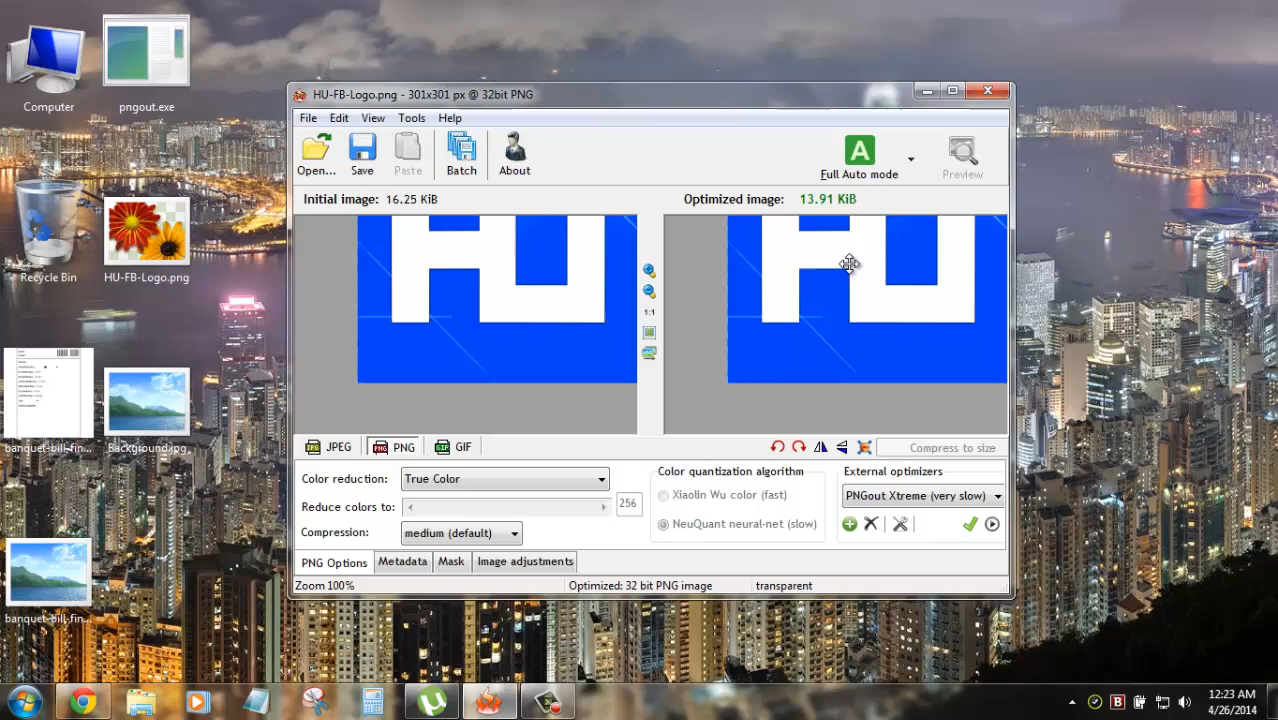 Computer
pngout.exe
Recycle Bin
HU-FB-Logo.png
banquet-bill-fin...
Background.jpg
banquet-bill-fin...
HU-FB-Logo.png - 301x301 px @ 32bit PNG
File Edit View Tools Help
Open... Save Paste Batch About A Full Auto mode Preview
Initial image: 16.25 KiB
Optimized image: 13.91 KiB
HU
HU
1:1
JPEG PNG GIF
Compress to size
Color reduction: True Color
Reduce colors to: 256
Compression: medium (default)
Color quantization algorithm
Xiaolin Wu color (fast)
NeuQuant neural-net (slow)
External optimizers
PNGout Xtreme (very slow)
PNG Options Metadata Mask Image adjustments
Zoom 100% Optimized: 32 bit PNG image transparent
12:23 AM
4/26/2014